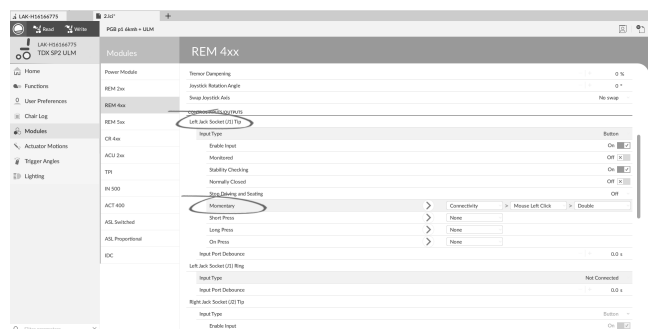 LAK-H16166775
2.lci*
+
Read
Write
PGB p5 6kmh + ULM
LAK-H16166775
TDX SP2 ULM
Modules
REM 4xx
Home
Functions
User Preferences
Chair Log
Modules
Actuator Motions
Trigger Angles
Lighting
Power Module
REM 2xx
REM 4xx
REM 5xx
CR 4xx
ACU 2xx
TPI
IN 500
ACT 400
ASL Switched
ASL Proportional
IDC
Tremor Dampening 0 %
Joystick Rotation Angle 0 °
Swap Joystick Axis No swap
Left Jack Socket (J1) Tip
Input Type Button
Enable Input On
Monitored Off
Stability Checking On
Normally Closed Off
Stop Driving and Seating Off
Momentary > Connectivity Mouse Left Click Double
Short Press > None
Long Press > None
On Press > None
Input Port Debounce 0.0 s
Left Jack Socket (J1) Ring
Input Type Not Connected
Input Port Debounce 0.0 s
Right Jack Socket (J2) Tip
Input Type Button
Enable Input On